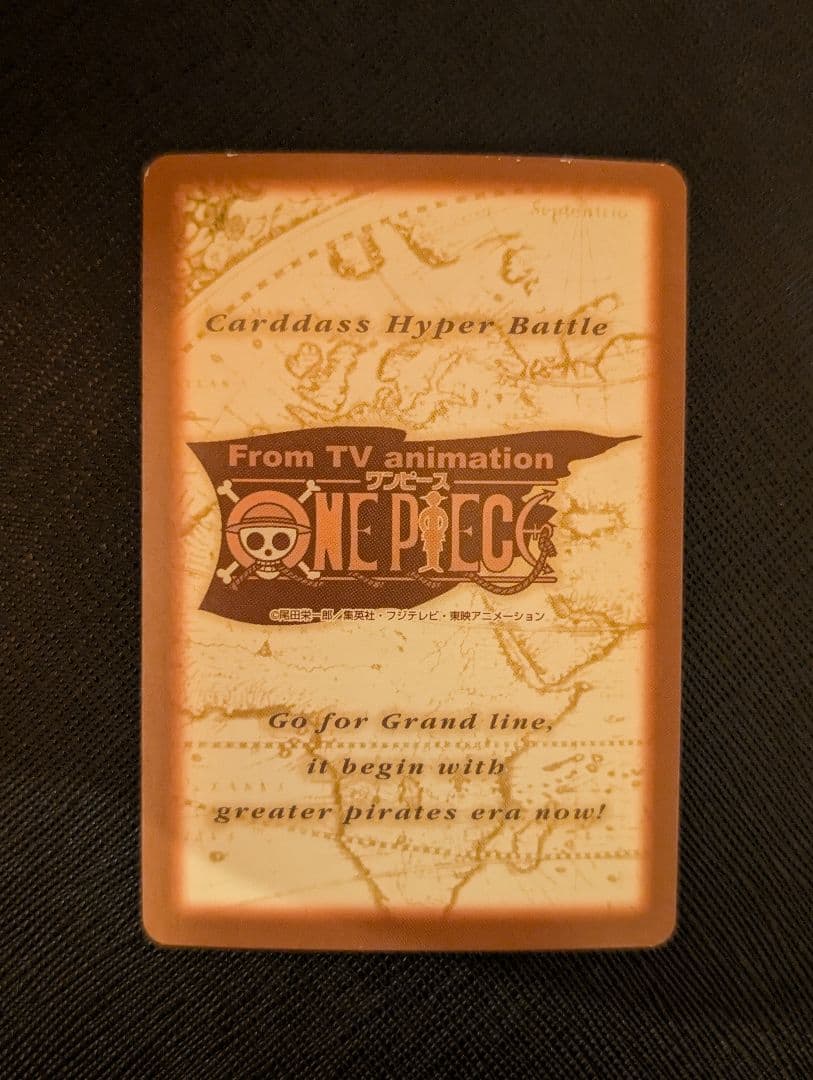 Septentrio
Carddass Hyper Battle
From TV animation
ワンピース
ONE PIECE
©尾田栄一郎／集英社・フジテレビ・東映アニメーション
Go for Grand line,
it begin with
greater pirates era now!